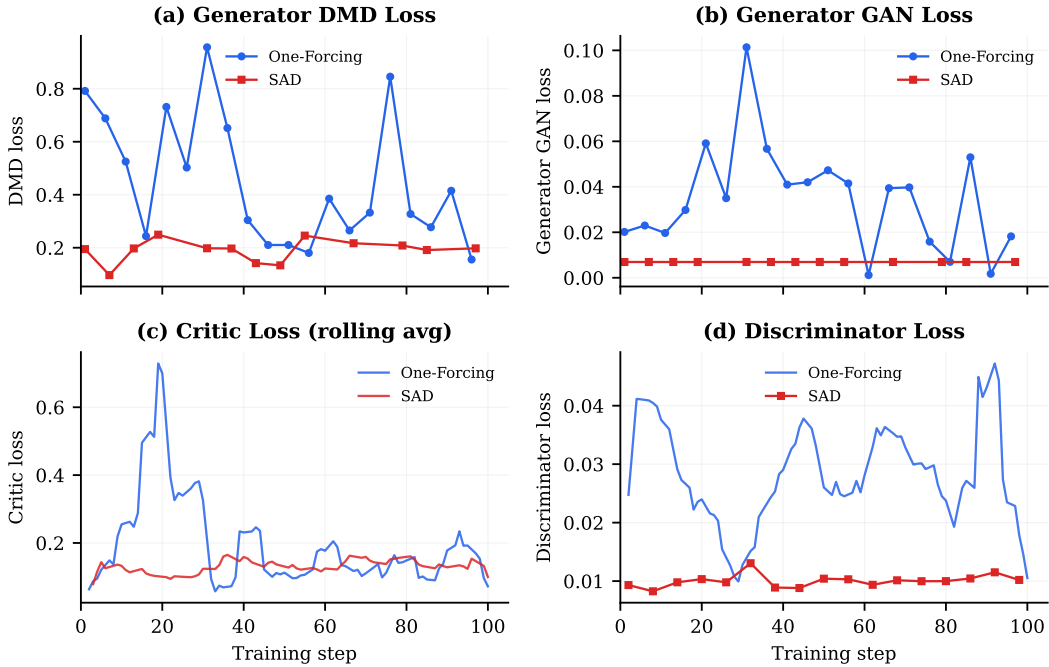 (a) Generator DMD Loss
DMD loss
0.8
0.6
0.4
0.2
One-Forcing
SAD
(b) Generator GAN Loss
Generator GAN loss
0.10
0.08
0.06
0.04
0.02
0.00
One-Forcing
SAD
(c) Critic Loss (rolling avg)
Critic loss
0.6
0.4
0.2
One-Forcing
SAD
0 20 40 60 80 100
Training step
(d) Discriminator Loss
Discriminator loss
0.04
0.03
0.02
0.01
One-Forcing
SAD
0 20 40 60 80 100
Training step